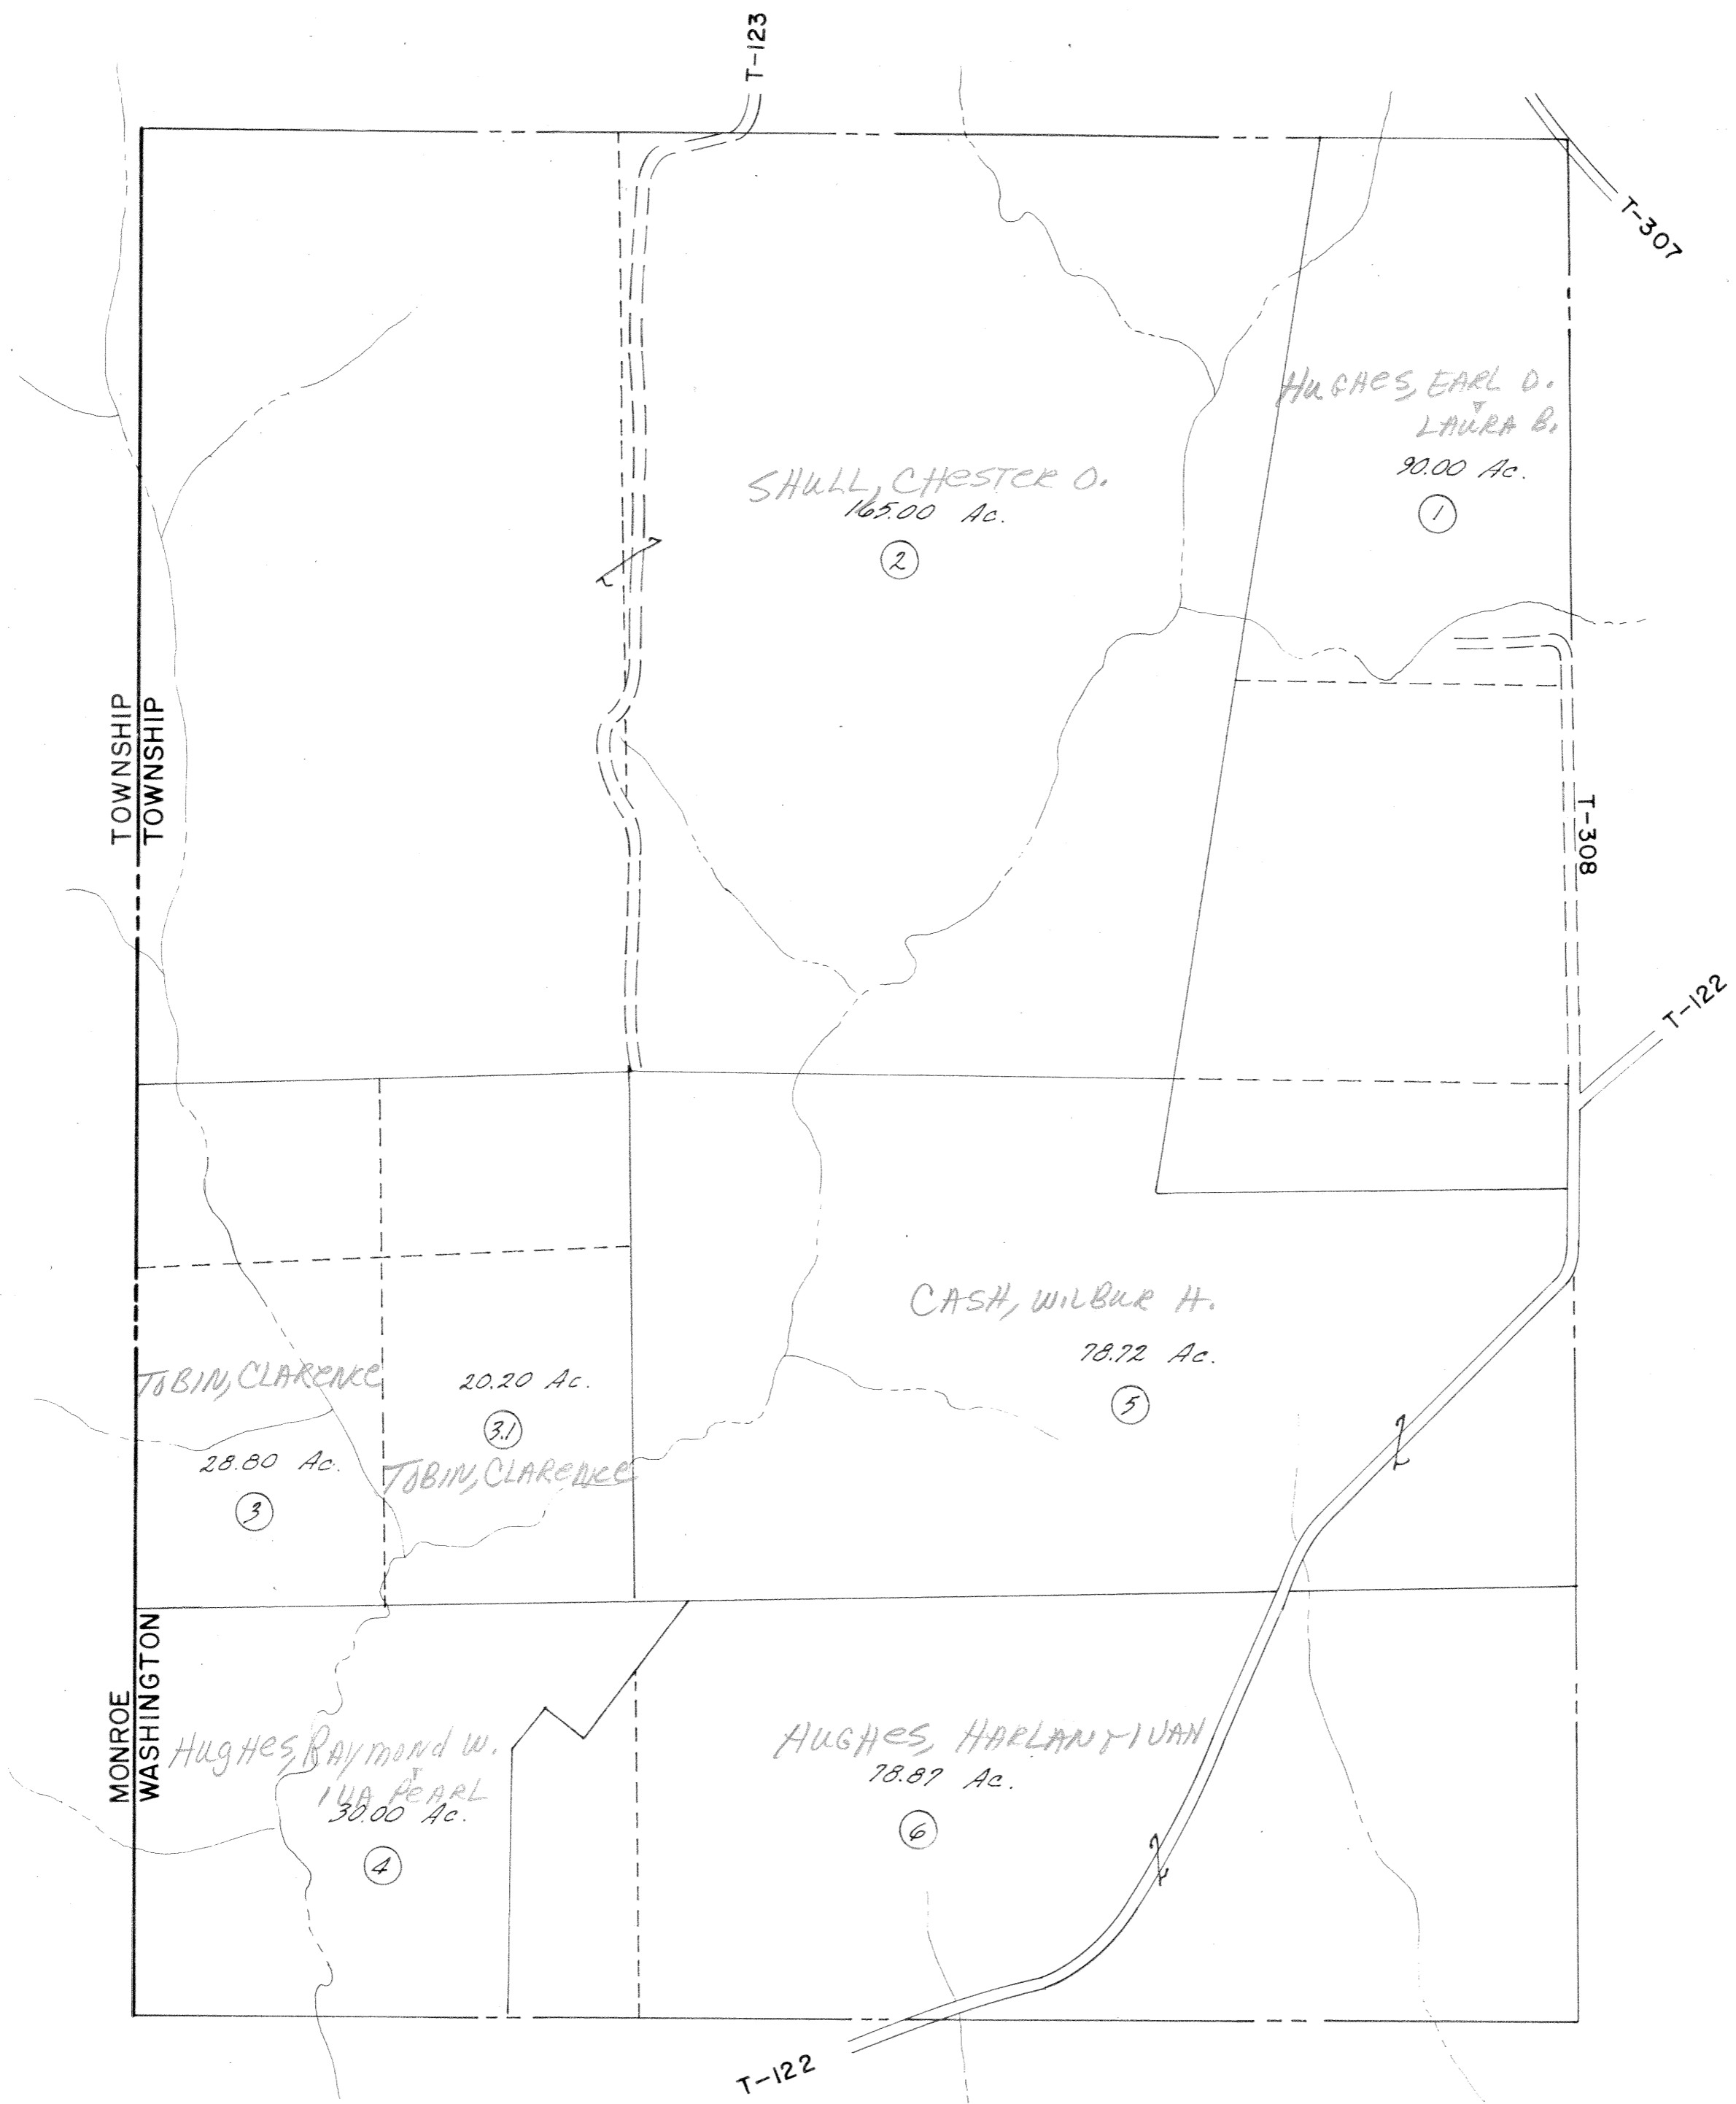 T-123
T-307
HUGHES, EARL D.
&
LAURA B.
90.00 Ac.
1
SHULL, CHESTER O.
165.00 Ac.
2
TOWNSHIP
TOWNSHIP
T-308
T-122
CASH, WILBUR H.
78.72 Ac.
5
TOBIN, CLARENCE
28.80 Ac.
3
20.20 Ac.
3.1
TOBIN, CLARENCE
MONROE
WASHINGTON
HugHes, RAymond W.
&
IVA PEARL
30.00 Ac.
4
HUGHES, HARLAN & IVAN
78.87 Ac.
6
T-122